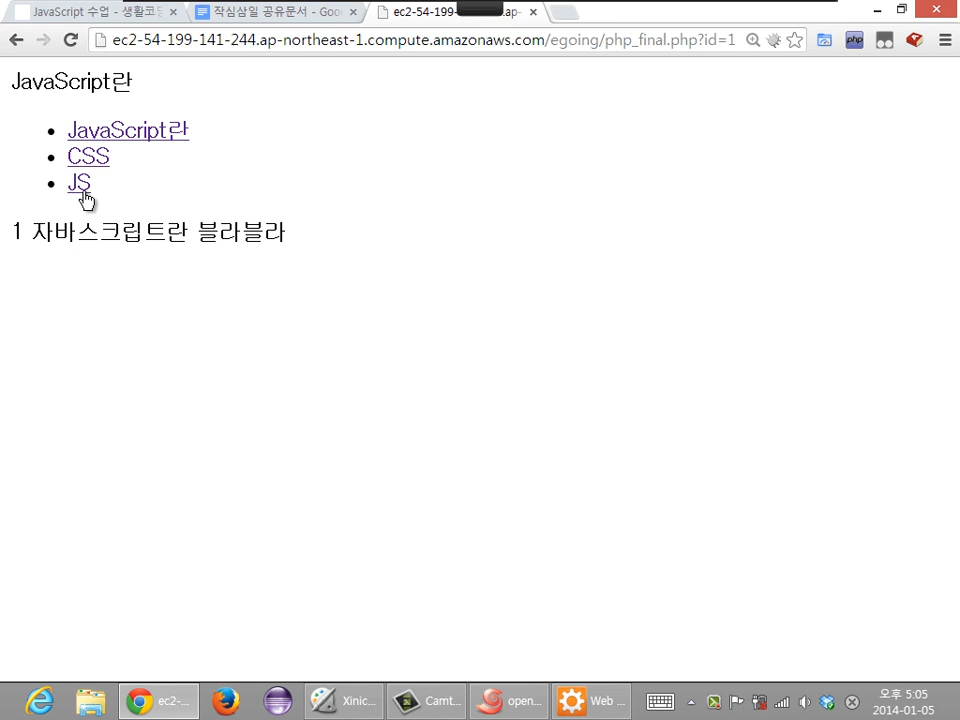 JavaScript 수업 - 생활코딩
작심삼일 공유문서 - Goo
ec2-54-199-
.ap-
ec2-54-199-141-244.ap-northeast-1.compute.amazonaws.com/egoing/php_final.php?id=1
php
JavaScript란
JavaScript란
CSS
JS
1 자바스크립트란 블라블라
ec2-...
Xinic...
Camt...
open...
Web ...
오후 5:05
2014-01-05